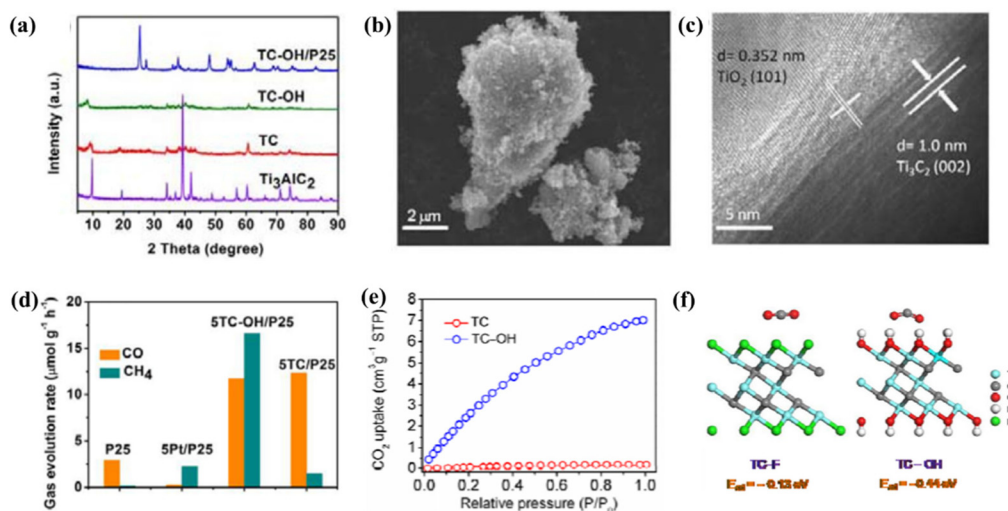 (a)
TC-OH/P25
TC-OH
TC
Ti3AlC2
Intensity (a.u.)
10 20 30 40 50 60 70 80 90
2 Theta (degree)
(b)
2 μm
(c)
d= 0.352 nm
TiO2 (101)
d= 1.0 nm
Ti3C2 (002)
5 nm
(d)
Gas evolution rate (μmol g-1 h-1)
20
15
10
5
0
CO
CH4
P25
5Pt/P25
5TC-OH/P25
5TC/P25
(e)
CO2 uptake (cm3g-1 STP)
8
7
6
5
4
3
2
1
0
TC
TC-OH
0.0 0.2 0.4 0.6 0.8 1.0
Relative pressure (P/P0)
(f)
TC-F
TC-OH